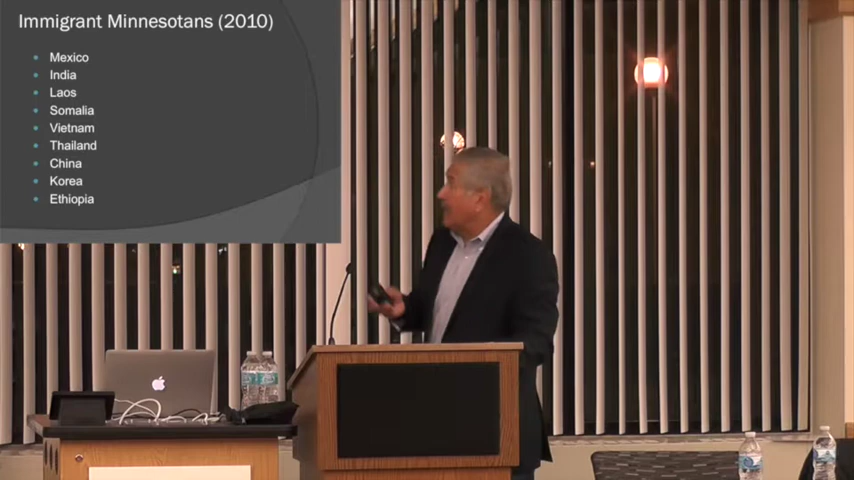 Immigrant Minnesotans (2010)
Mexico
India
Laos
Somalia
Vietnam
Thailand
China
Korea
Ethiopia